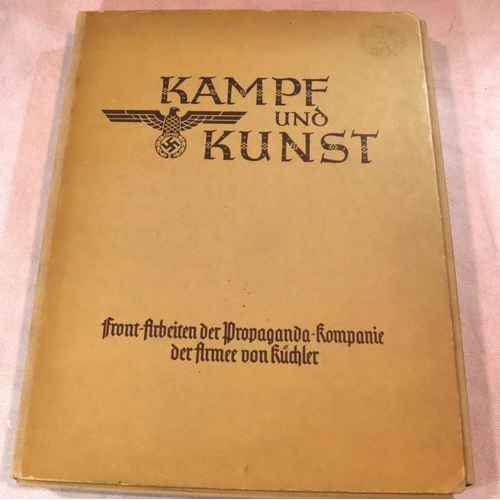 KAMPF
UND
KUNST
Front-Arbeiten der Propaganda-Kompanie
der Armee von Küchler